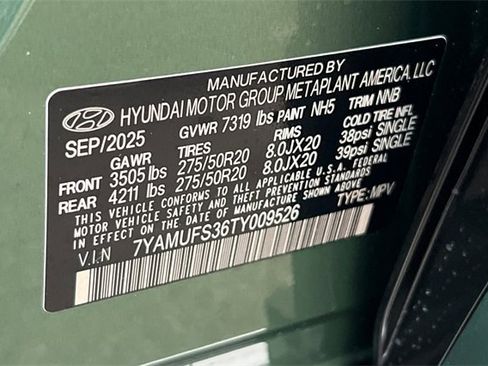 MANUFACTURED BY
HYUNDAI MOTOR GROUP METAPLANT AMERICA, LLC
SEP/2025 GVWR 7319 lbs PAINT NH5 TRIM NNB
GAWR TIRES RIMS COLD TIRE INFL
FRONT 3505 lbs 275/50R20 8.0JX20 38psi SINGLE
REAR 4211 lbs 275/50R20 8.0JX20 39psi SINGLE
THIS VEHICLE CONFORMS TO ALL APPLICABLE U.S.A. FEDERAL
MOTOR VEHICLE SAFETY AND THEFT PREVENTION STANDARDS
IN EFFECT ON THE DATE OF MANUFACTURE SHOWN ABOVE.
V.I.N 7YAMUFS36TY009526 TYPE: MPV